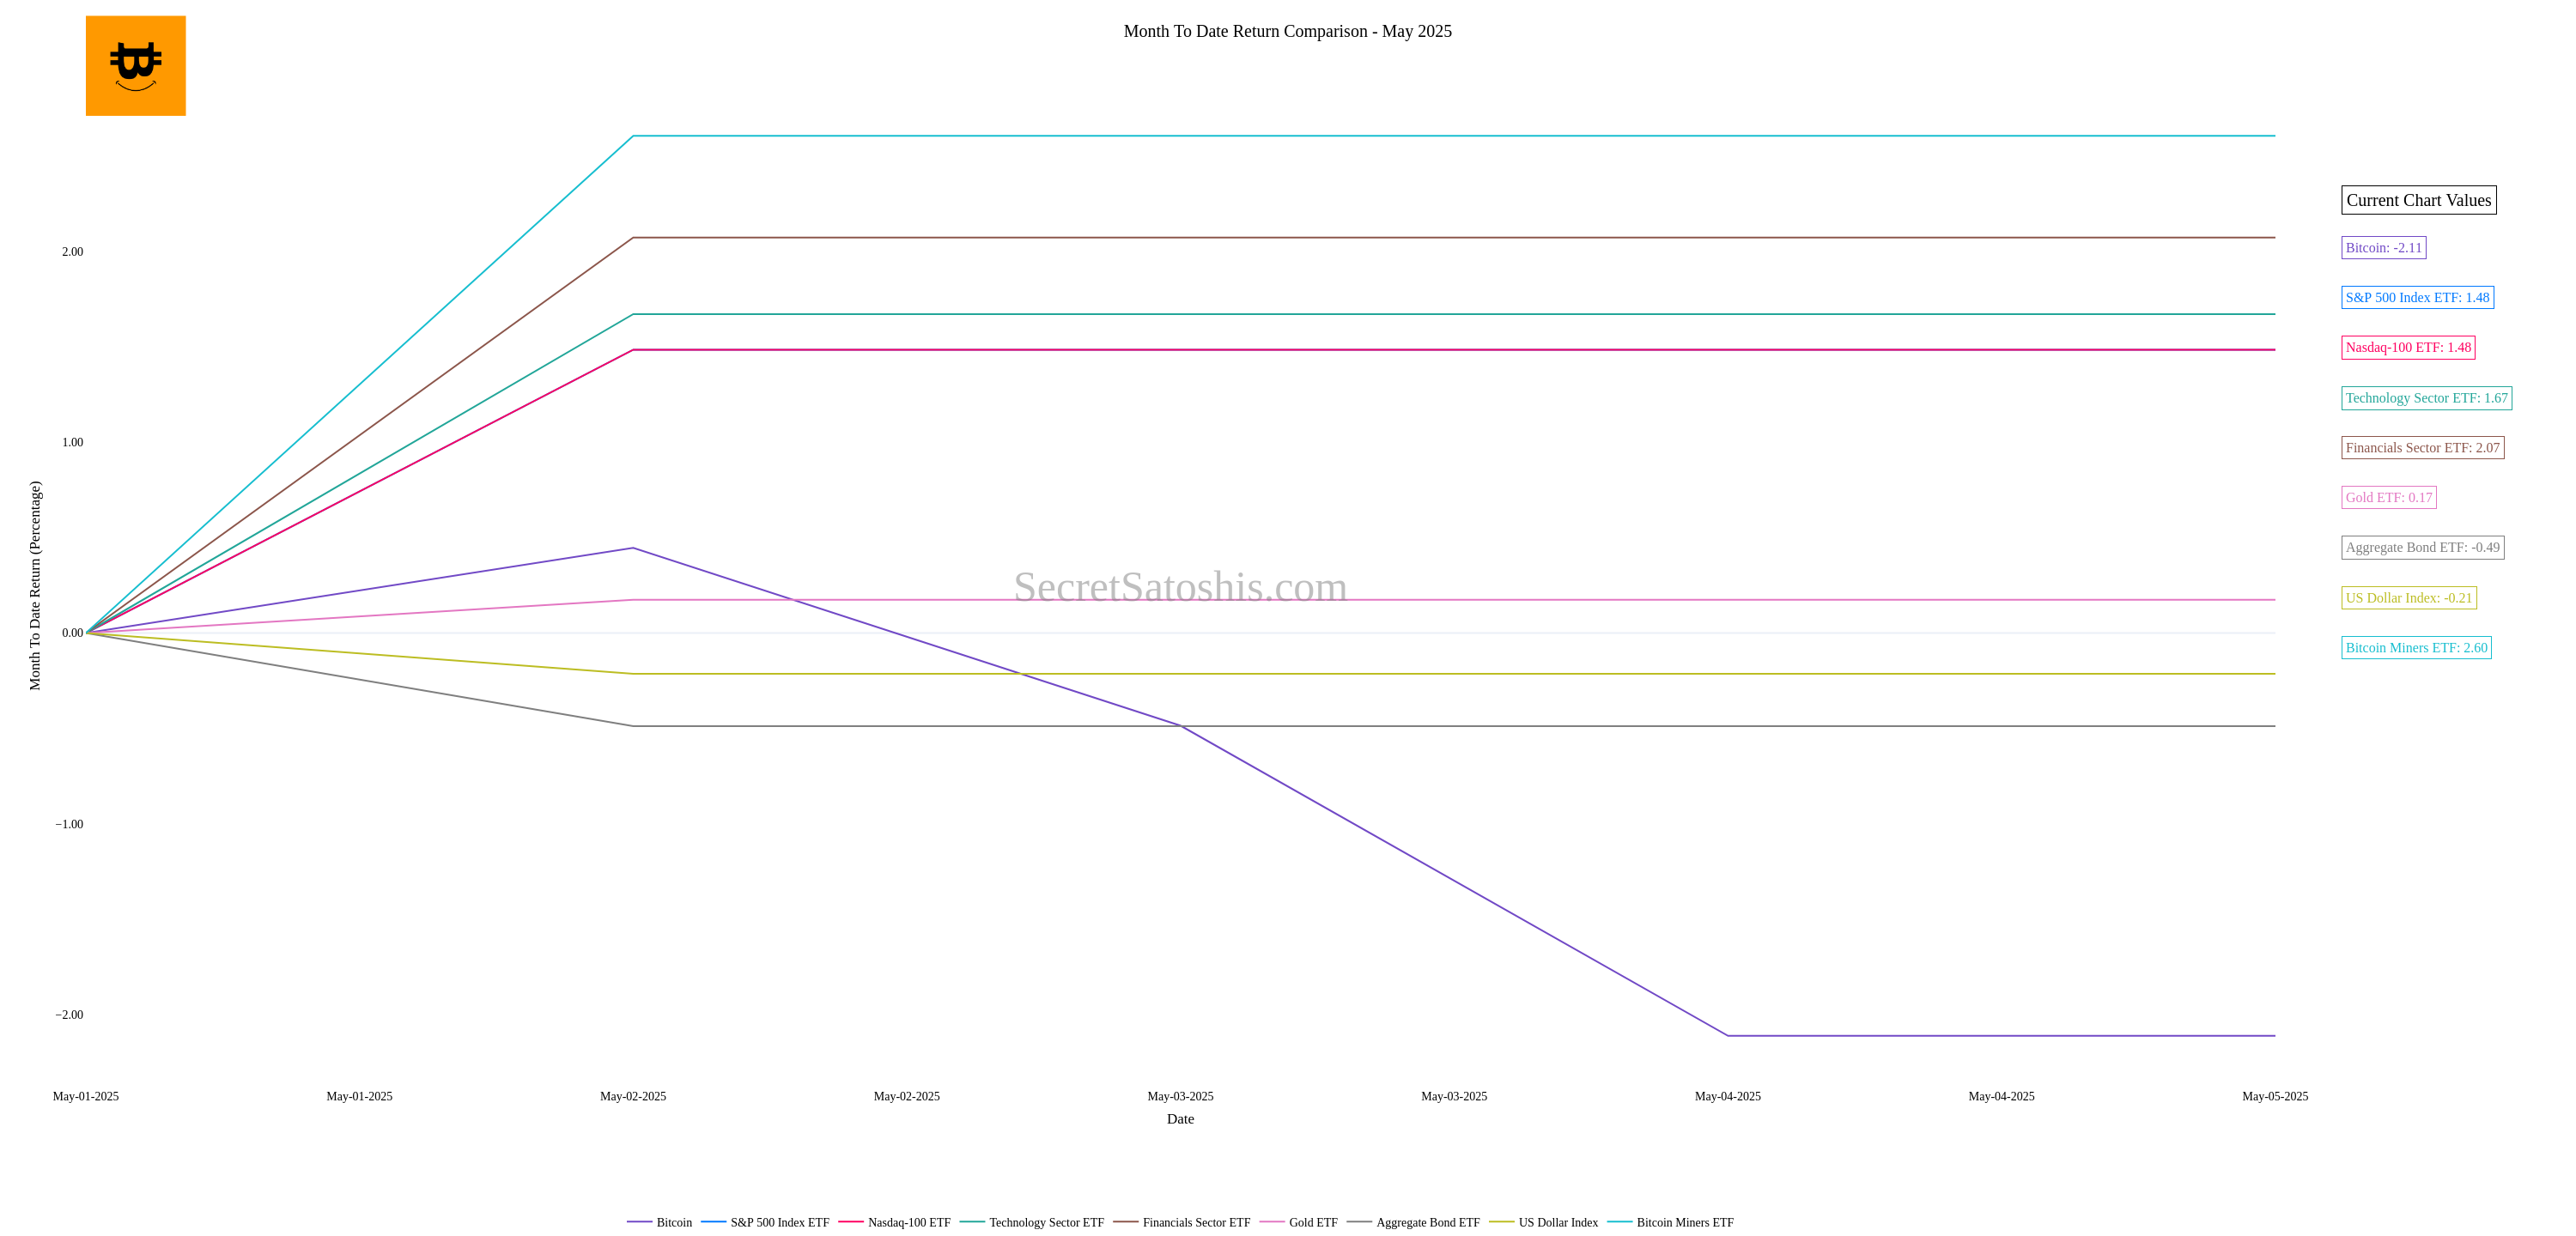 Month To Date Return Comparison - May 2025
Current Chart Values
Bitcoin: -2.11
S&P 500 Index ETF: 1.48
Nasdaq-100 ETF: 1.48
Technology Sector ETF: 1.67
Financials Sector ETF: 2.07
Gold ETF: 0.17
Aggregate Bond ETF: -0.49
US Dollar Index: -0.21
Bitcoin Miners ETF: 2.60
Month To Date Return (Percentage)
2.00
1.00
0.00
−1.00
−2.00
SecretSatoshis.com
May-01-2025 May-01-2025 May-02-2025 May-02-2025 May-03-2025 May-03-2025 May-04-2025 May-04-2025 May-05-2025
Date
Bitcoin S&P 500 Index ETF Nasdaq-100 ETF Technology Sector ETF Financials Sector ETF Gold ETF Aggregate Bond ETF US Dollar Index Bitcoin Miners ETF